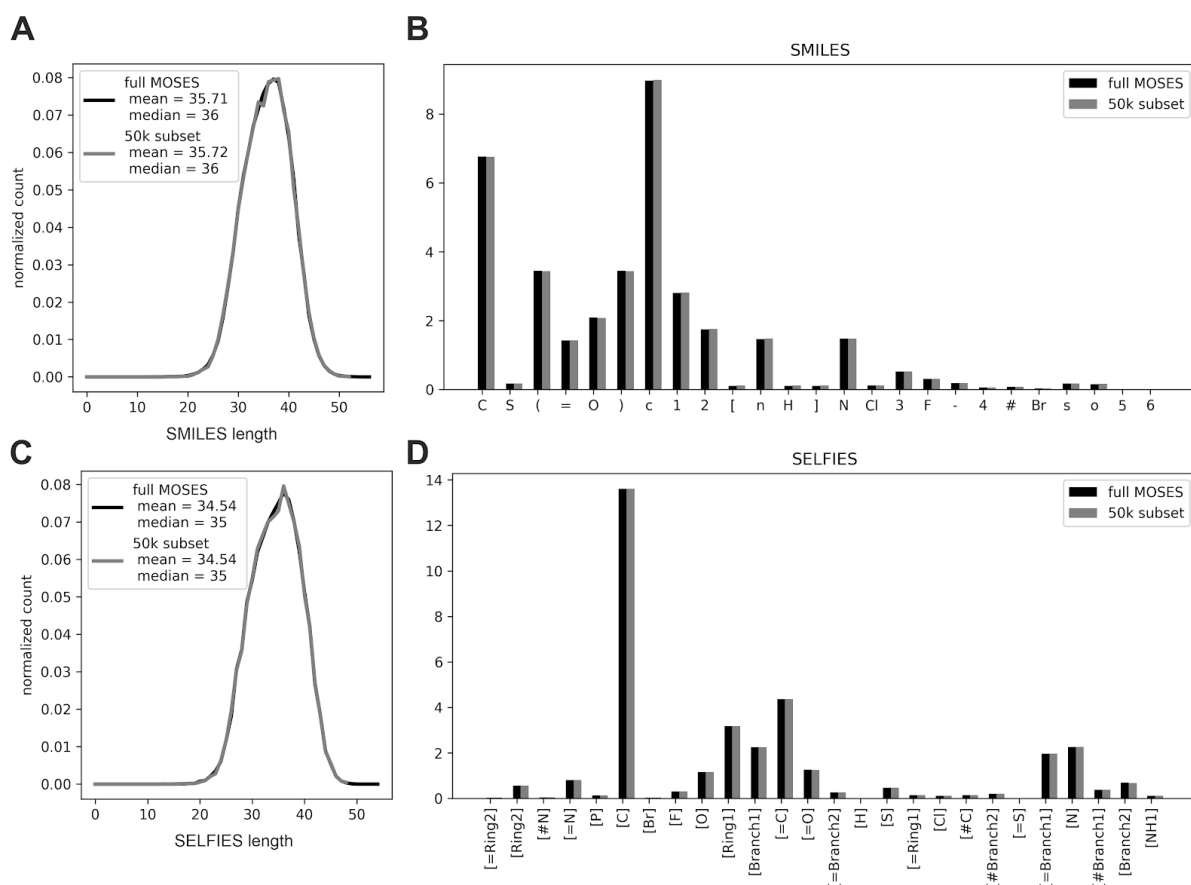 A
full MOSES
mean = 35.71
median = 36
50k subset
mean = 35.72
median = 36
0.08
0.07
0.06
0.05
0.04
0.03
0.02
0.01
0.00
normalized count
0 10 20 30 40 50
SMILES length
B
SMILES
full MOSES
50k subset
8
6
4
2
0
C S ( = O ) c 1 2 [ n H ] N Cl 3 F - 4 # Br s o 5 6
C
full MOSES
mean = 34.54
median = 35
50k subset
mean = 34.54
median = 35
0.08
0.07
0.06
0.05
0.04
0.03
0.02
0.01
0.00
normalized count
0 10 20 30 40 50
SELFIES length
D
SELFIES
full MOSES
50k subset
14
12
10
8
6
4
2
0
[=Ring2] [Ring2] [#N] [=N] [P] [C] [Br] [F] [O] [Ring1] [Branch1] [=C] [=O] [=Branch2] [H] [S] [=Ring1] [Cl] [#C] [#Branch2] [=S] [=Branch1] [N] [#Branch1] [Branch2] [NH1]